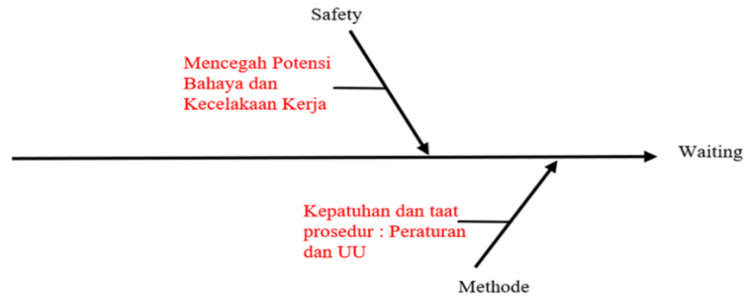 Safety
Mencegah Potensi
Bahaya dan
Kecelakaan Kerja
Waiting
Kepatuhan dan taat
prosedur : Peraturan
dan UU
Methode